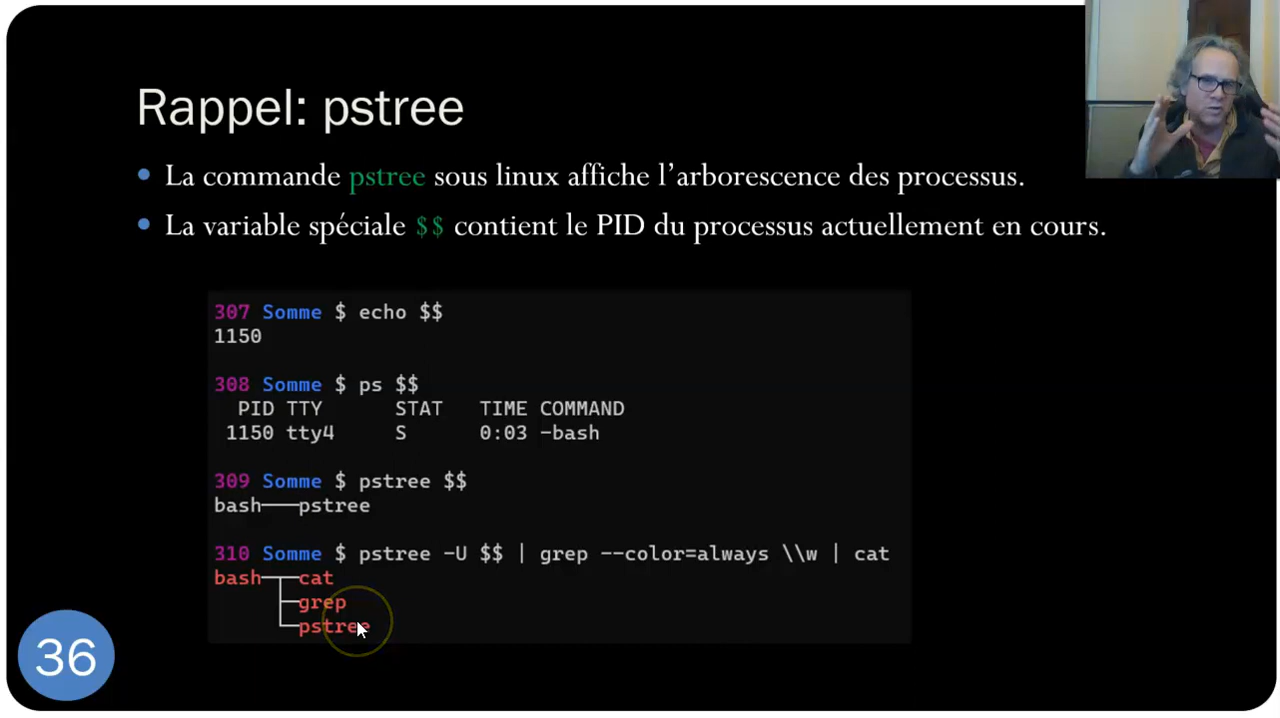 Rappel: pstree
La commande pstree sous linux affiche l’arborescence des processus.
La variable spéciale $$ contient le PID du processus actuellement en cours.
307 Somme $ echo $$
1150
308 Somme $ ps $$
PID TTY STAT TIME COMMAND
1150 tty4 S 0:03 -bash
309 Somme $ pstree $$
bash───pstree
310 Somme $ pstree -U $$ | grep --color=always \\w | cat
bash─┬─cat
├─grep
└─pstree
36